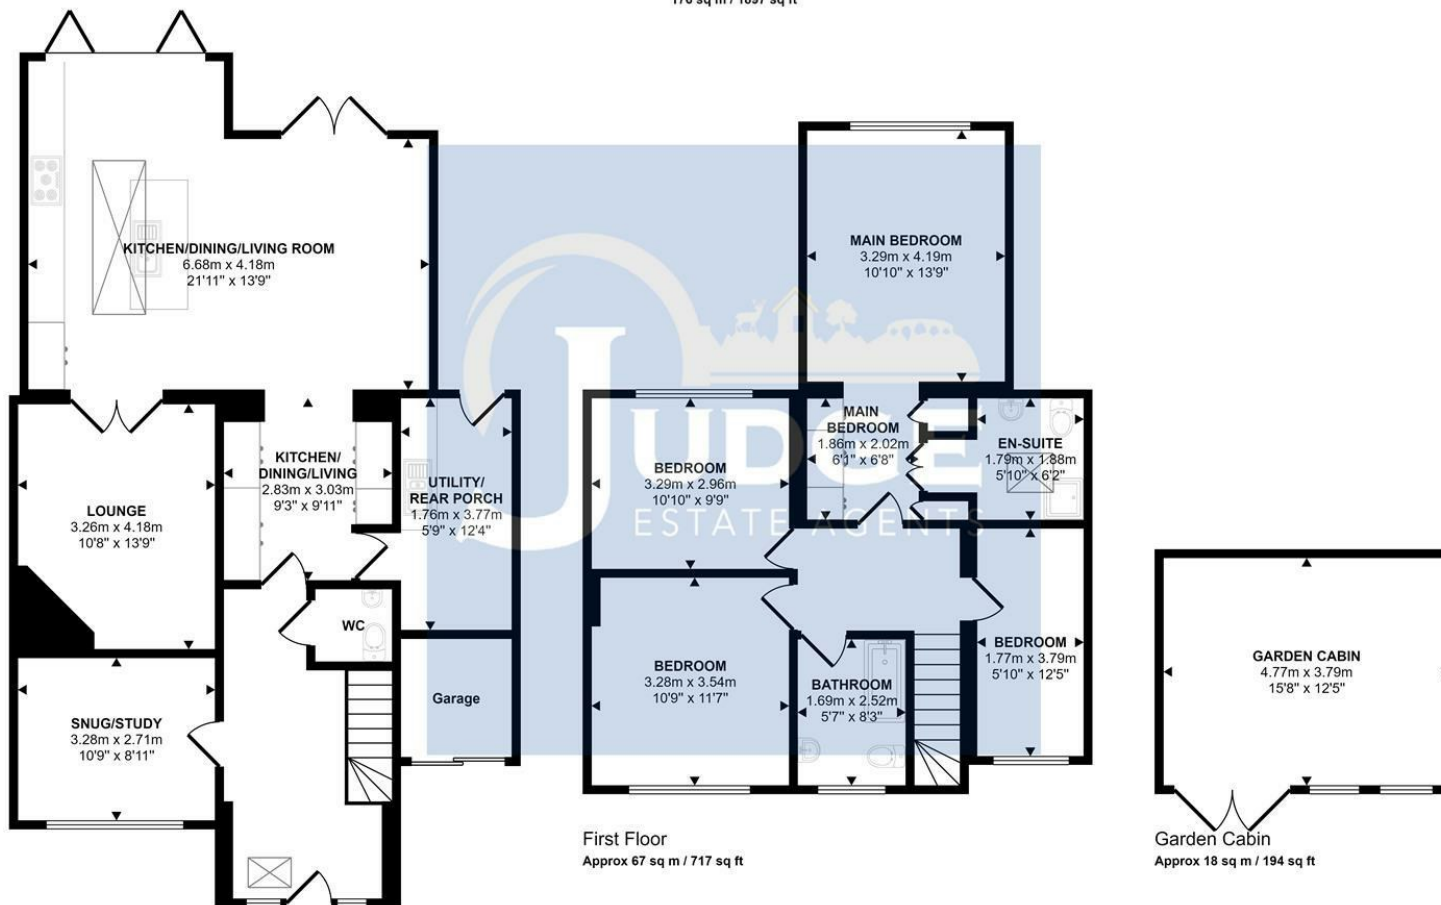 176 sq m / 1897 sq ft
KITCHEN/DINING/LIVING ROOM
6.68m x 4.18m
21'11" x 13'9"
MAIN BEDROOM
3.29m x 4.19m
10'10" x 13'9"
LOUNGE
3.26m x 4.18m
10'8" x 13'9"
KITCHEN/
DINING/LIVING
2.83m x 3.03m
9'3" x 9'11"
UTILITY/
REAR PORCH
1.76m x 3.77m
5'9" x 12'4"
BEDROOM
3.29m x 2.96m
10'10" x 9'9"
MAIN
BEDROOM
1.86m x 2.02m
6'1" x 6'8"
EN-SUITE
1.79m x 1.88m
5'10" x 6'2"
JUDGE
ESTATE AGENTS
WC
SNUG/STUDY
3.28m x 2.71m
10'9" x 8'11"
Garage
BEDROOM
3.28m x 3.54m
10'9" x 11'7"
BATHROOM
1.69m x 2.52m
5'7" x 8'3"
BEDROOM
1.77m x 3.79m
5'10" x 12'5"
GARDEN CABIN
4.77m x 3.79m
15'8" x 12'5"
First Floor
Approx 67 sq m / 717 sq ft
Garden Cabin
Approx 18 sq m / 194 sq ft